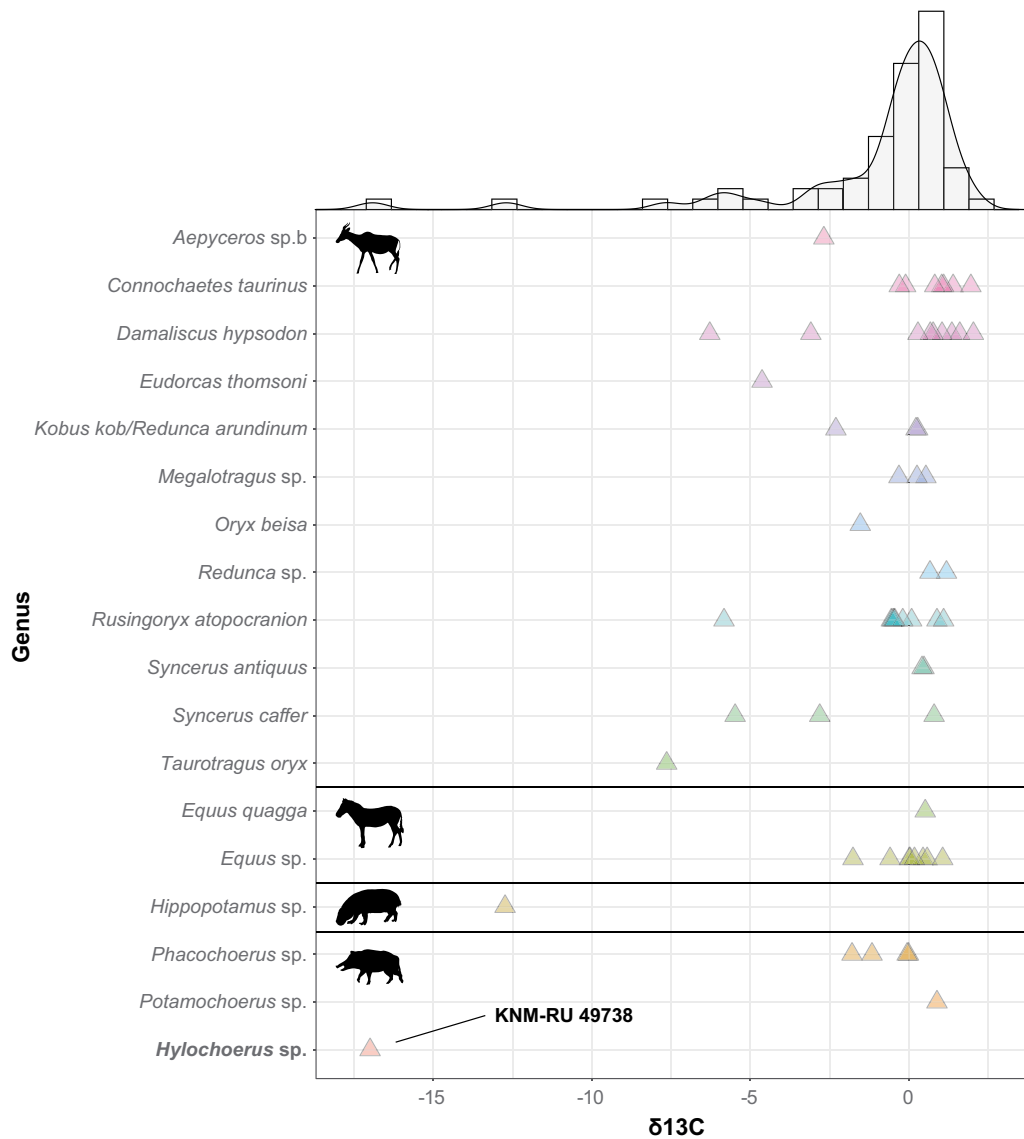 Aepyceros sp.b
Connochaetes taurinus
Damaliscus hypsodon
Eudorcas thomsoni
Kobus kob/Redunca arundinum
Megalotragus sp.
Oryx beisa
Redunca sp.
Rusingoryx atopocranion
Syncerus antiquus
Syncerus caffer
Taurotragus oryx
Equus quagga
Equus sp.
Hippopotamus sp.
Phacochoerus sp.
Potamochoerus sp.
Hylochoerus sp.
KNM-RU 49738
Genus
-15 -10 -5 0
δ13C